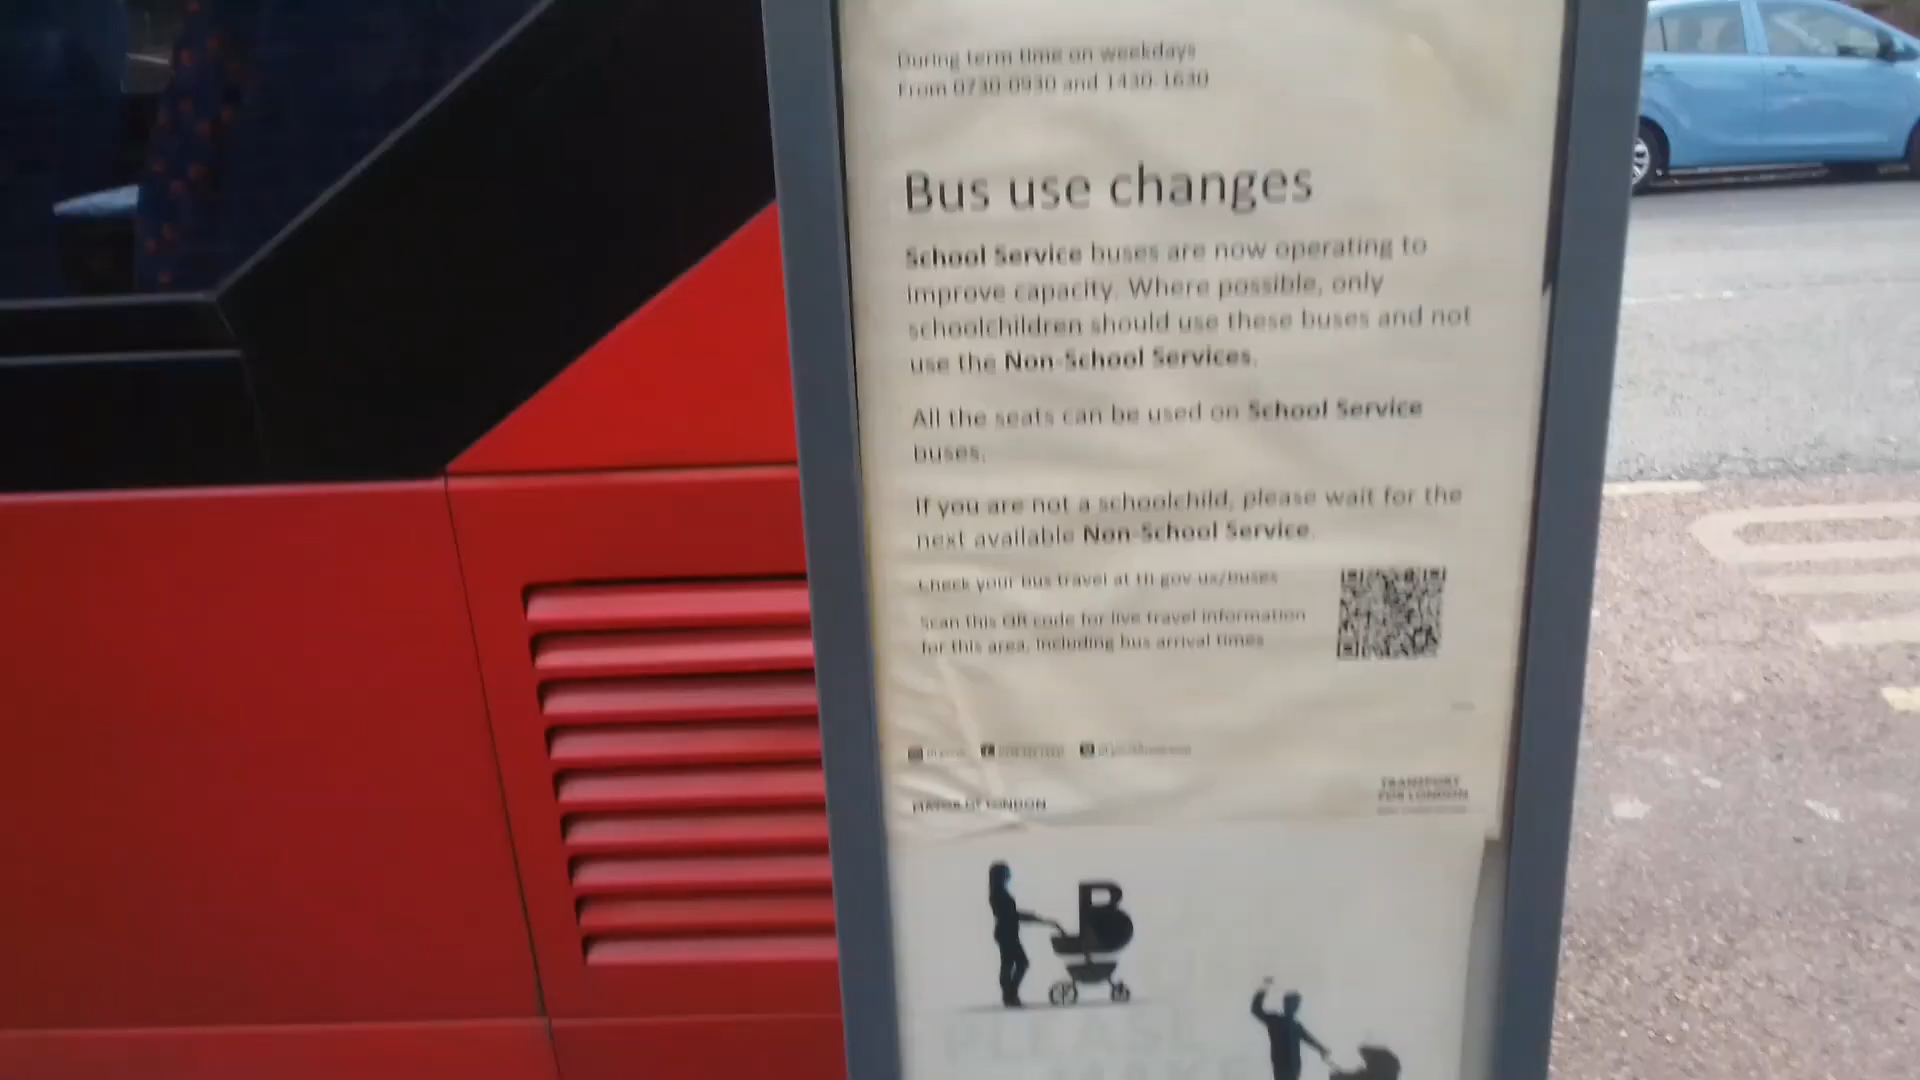 During term time on weekdays
From 0730-0930 and 1430-1630
Bus use changes
School Service buses are now operating to
improve capacity. Where possible, only
schoolchildren should use these buses and not
use the Non-School Services.
All the seats can be used on School Service
buses.
If you are not a schoolchild, please wait for the
next available Non-School Service.
Check your bus travel at tfl.gov.uk/buses
Scan this QR code for live travel information
for this area, including bus arrival times
MAYOR OF LONDON
TRANSPORT
FOR LONDON
B
PLEASE
MAKE